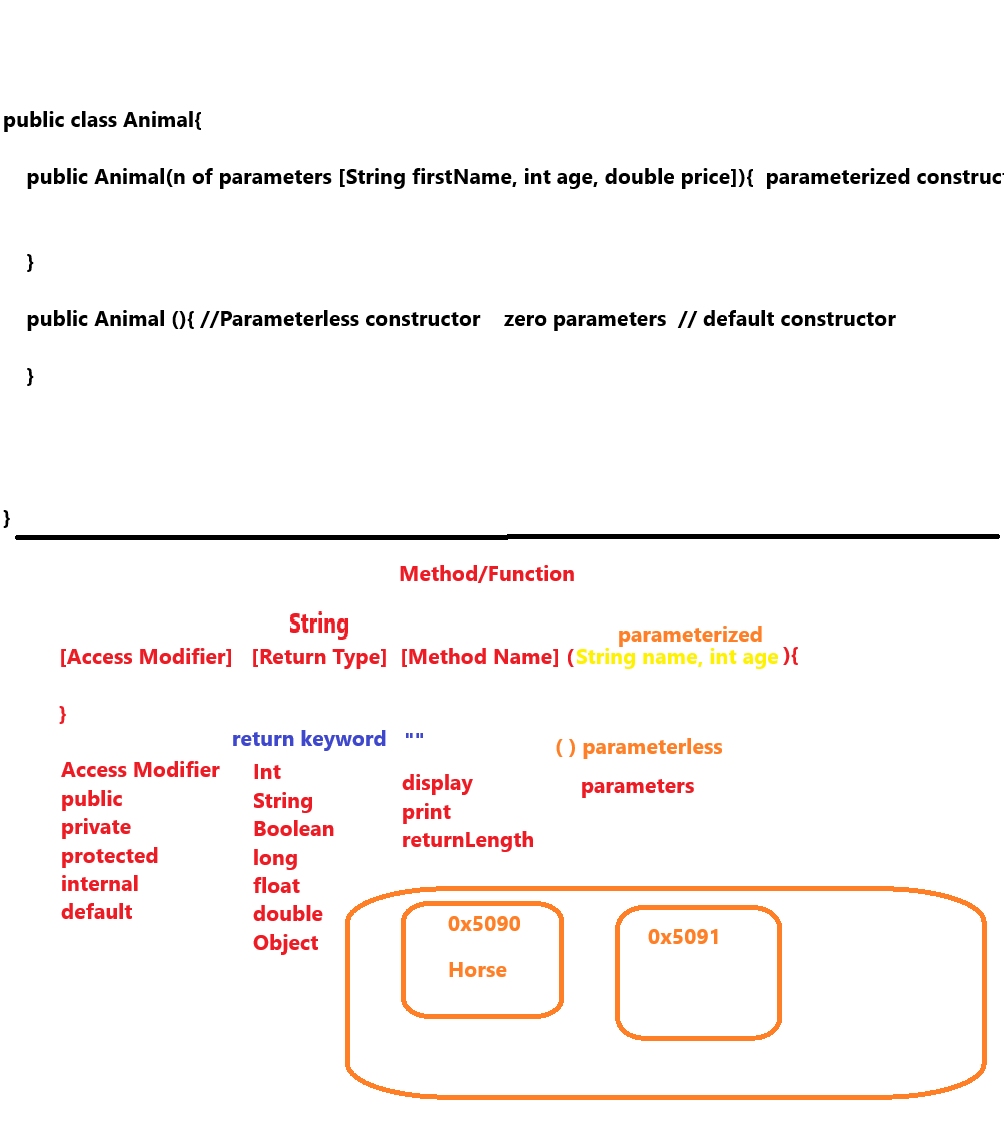 public class Animal{
public Animal(n of parameters [String firstName, int age, double price]){ parameterized
}
public Animal (){ //Parameterless constructor zero parameters // default constructor
}
}
Method/Function
String
parameterized
[Access Modifier] [Return Type] [Method Name] (String name, int age ){
}
return keyword ""
( ) parameterless
Access Modifier
public
private
protected
internal
default
Int
String
Boolean
long
float
double
Object
display
print
returnLength
parameters
0x5090
Horse
0x5091